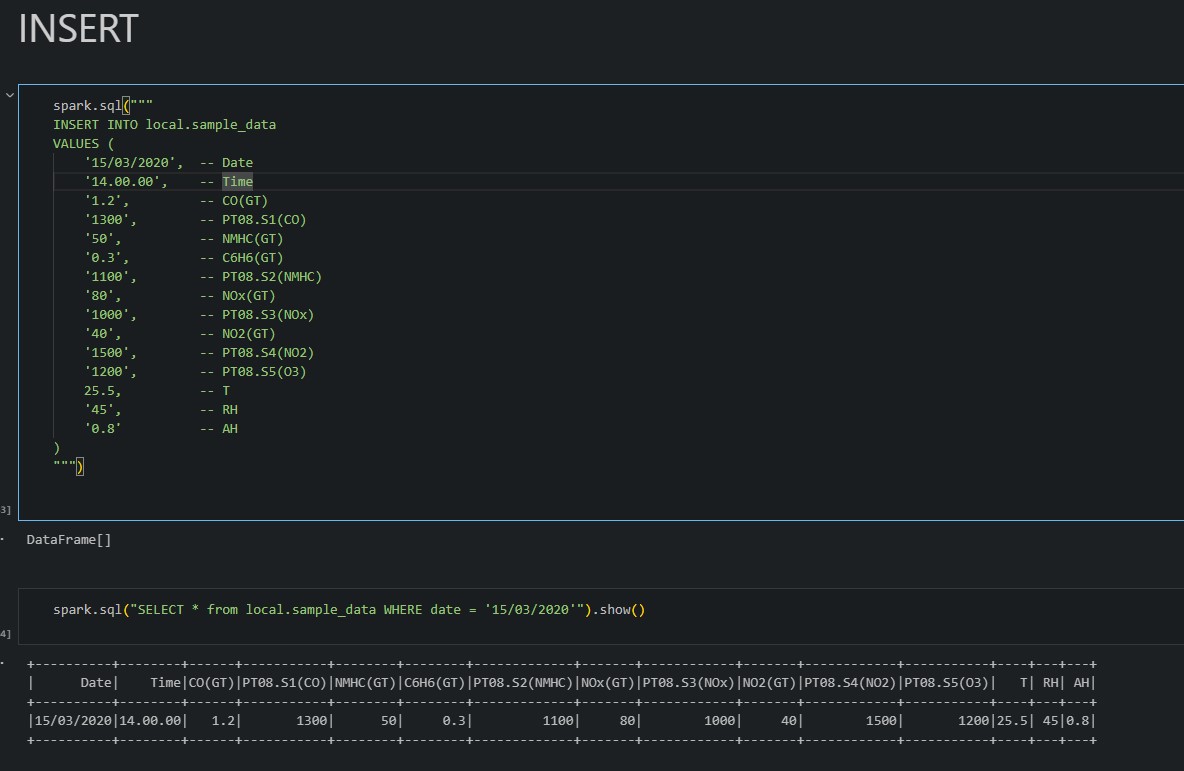 INSERT
spark.sql("""
INSERT INTO local.sample_data
VALUES (
'15/03/2020',  -- Date
'14.00.00',    -- Time
'1.2',         -- CO(GT)
'1300',        -- PT08.S1(CO)
'50',          -- NMHC(GT)
'0.3',         -- C6H6(GT)
'1100',        -- PT08.S2(NMHC)
'80',          -- NOx(GT)
'1000',        -- PT08.S3(NOx)
'40',          -- NO2(GT)
'1500',        -- PT08.S4(NO2)
'1200',        -- PT08.S5(O3)
25.5,          -- T
'45',          -- RH
'0.8'          -- AH
)
""")
3]
DataFrame[]
spark.sql("SELECT * from local.sample_data WHERE date = '15/03/2020'").show()
4]
+----------+--------+------+-----------+--------+--------+-------------+-------+------------+-------+------------+-----------+----+---+---+
|      Date|    Time|CO(GT)|PT08.S1(CO)|NMHC(GT)|C6H6(GT)|PT08.S2(NMHC)|NOx(GT)|PT08.S3(NOx)|NO2(GT)|PT08.S4(NO2)|PT08.S5(O3)|   T| RH| AH|
+----------+--------+------+-----------+--------+--------+-------------+-------+------------+-------+------------+-----------+----+---+---+
|15/03/2020|14.00.00|   1.2|       1300|      50|     0.3|         1100|     80|        1000|     40|        1500|       1200|25.5| 45|0.8|
+----------+--------+------+-----------+--------+--------+-------------+-------+------------+-------+------------+-----------+----+---+---+